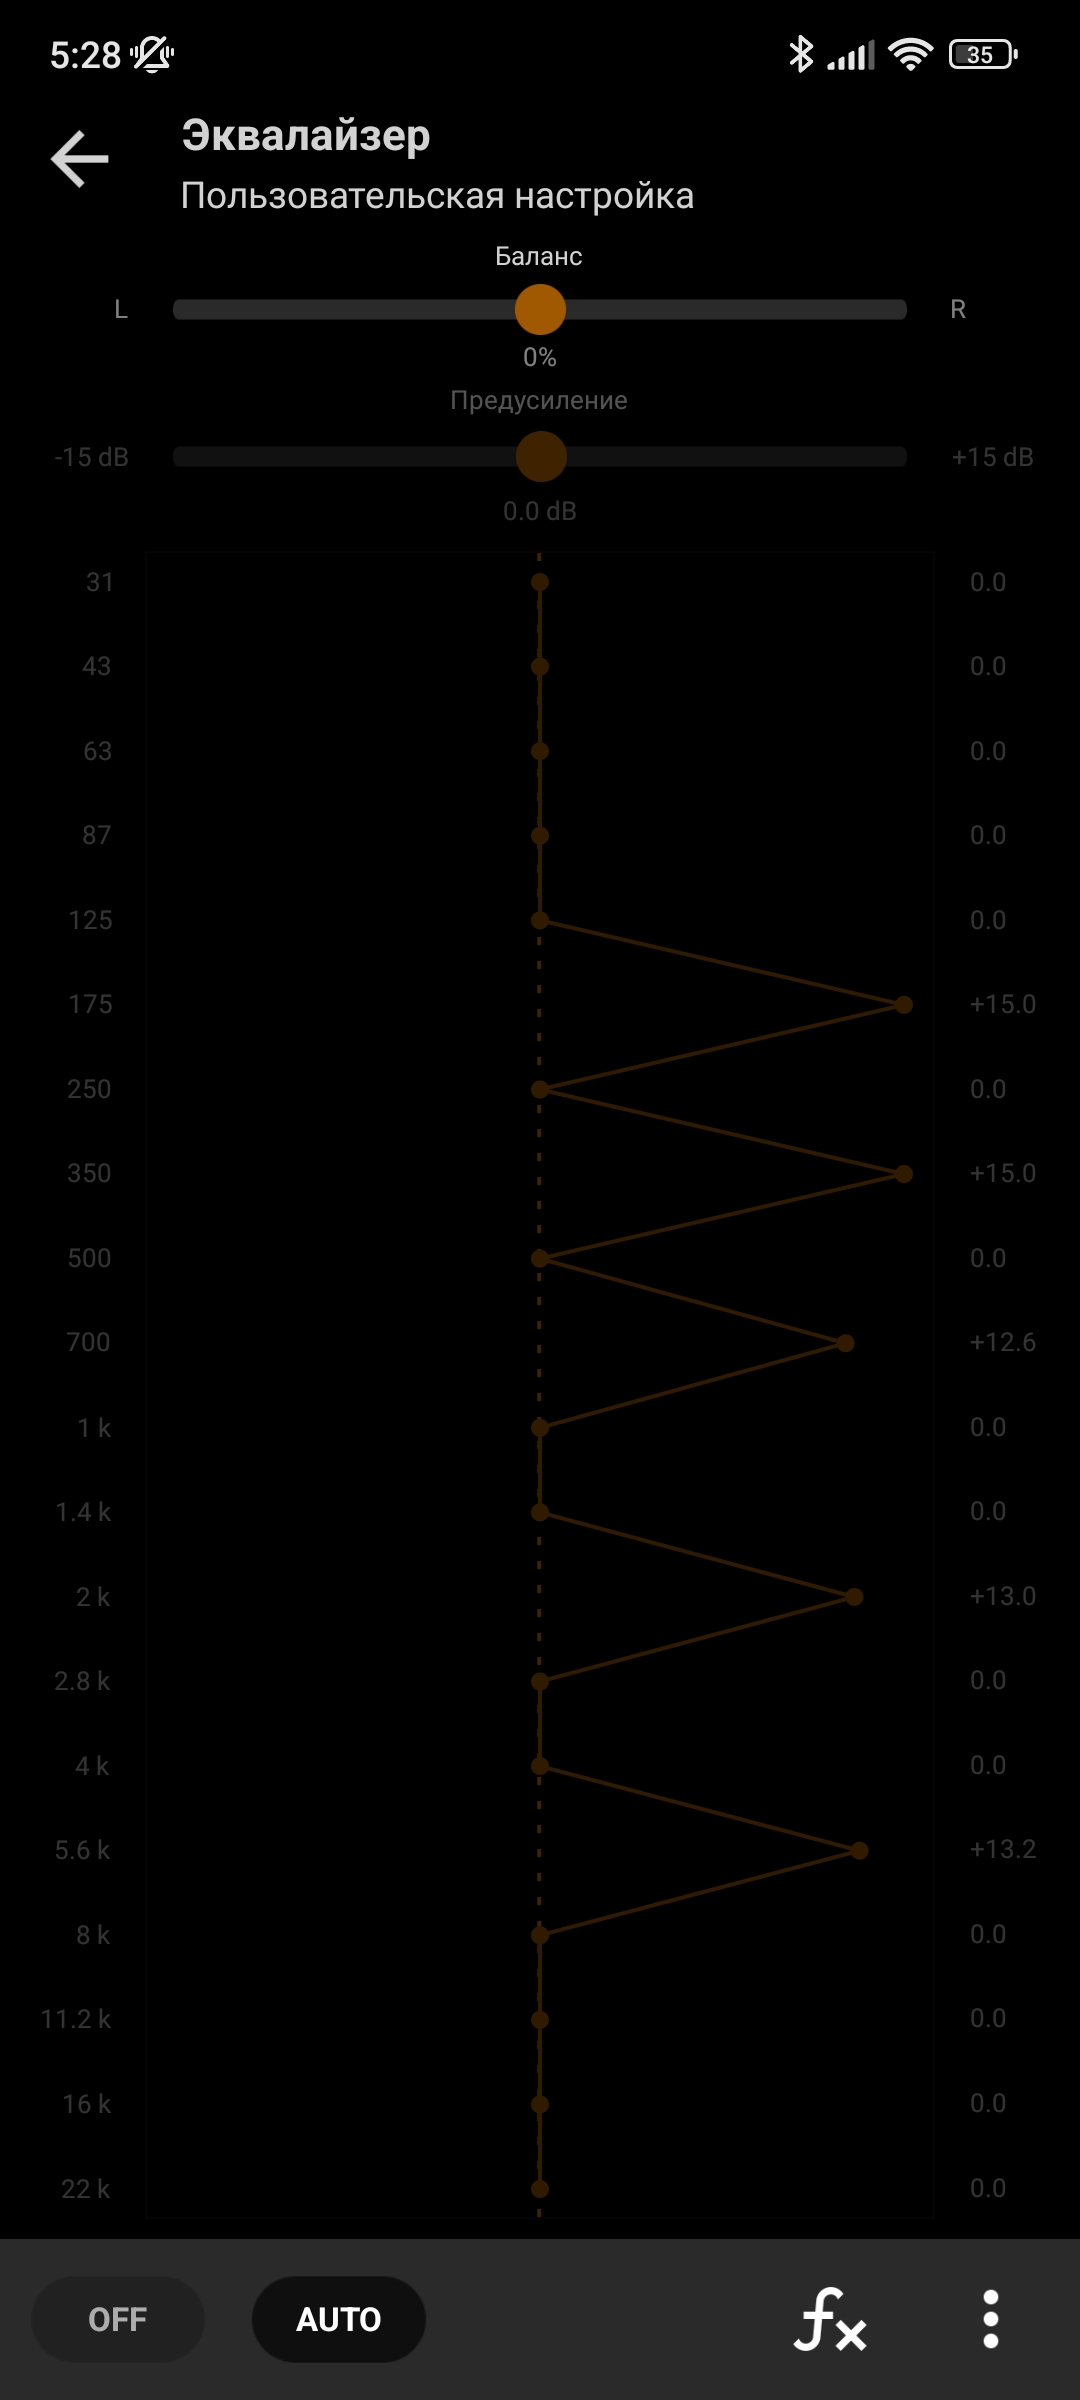 5:28 35
Эквалайзер
Пользовательская настройка
Баланс
L R
0%
Предусиление
-15 dB +15 dB
0.0 dB
31 0.0
43 0.0
63 0.0
87 0.0
125 0.0
175 +15.0
250 0.0
350 +15.0
500 0.0
700 +12.6
1 k 0.0
1.4 k 0.0
2 k +13.0
2.8 k 0.0
4 k 0.0
5.6 k +13.2
8 k 0.0
11.2 k 0.0
16 k 0.0
22 k 0.0
OFF AUTO fx